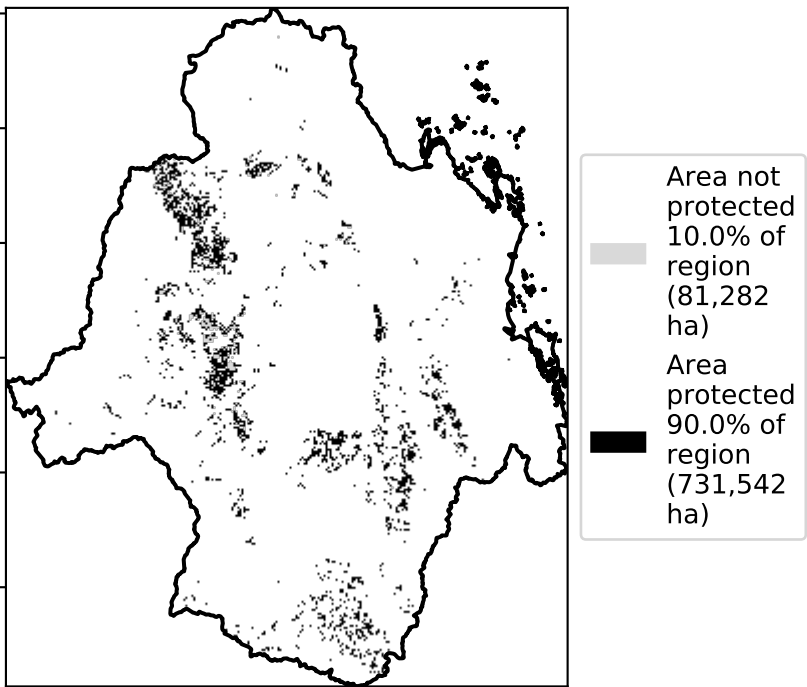 Area not
protected
10.0% of
region
(81,282
ha)
Area
protected
90.0% of
region
(731,542
ha)